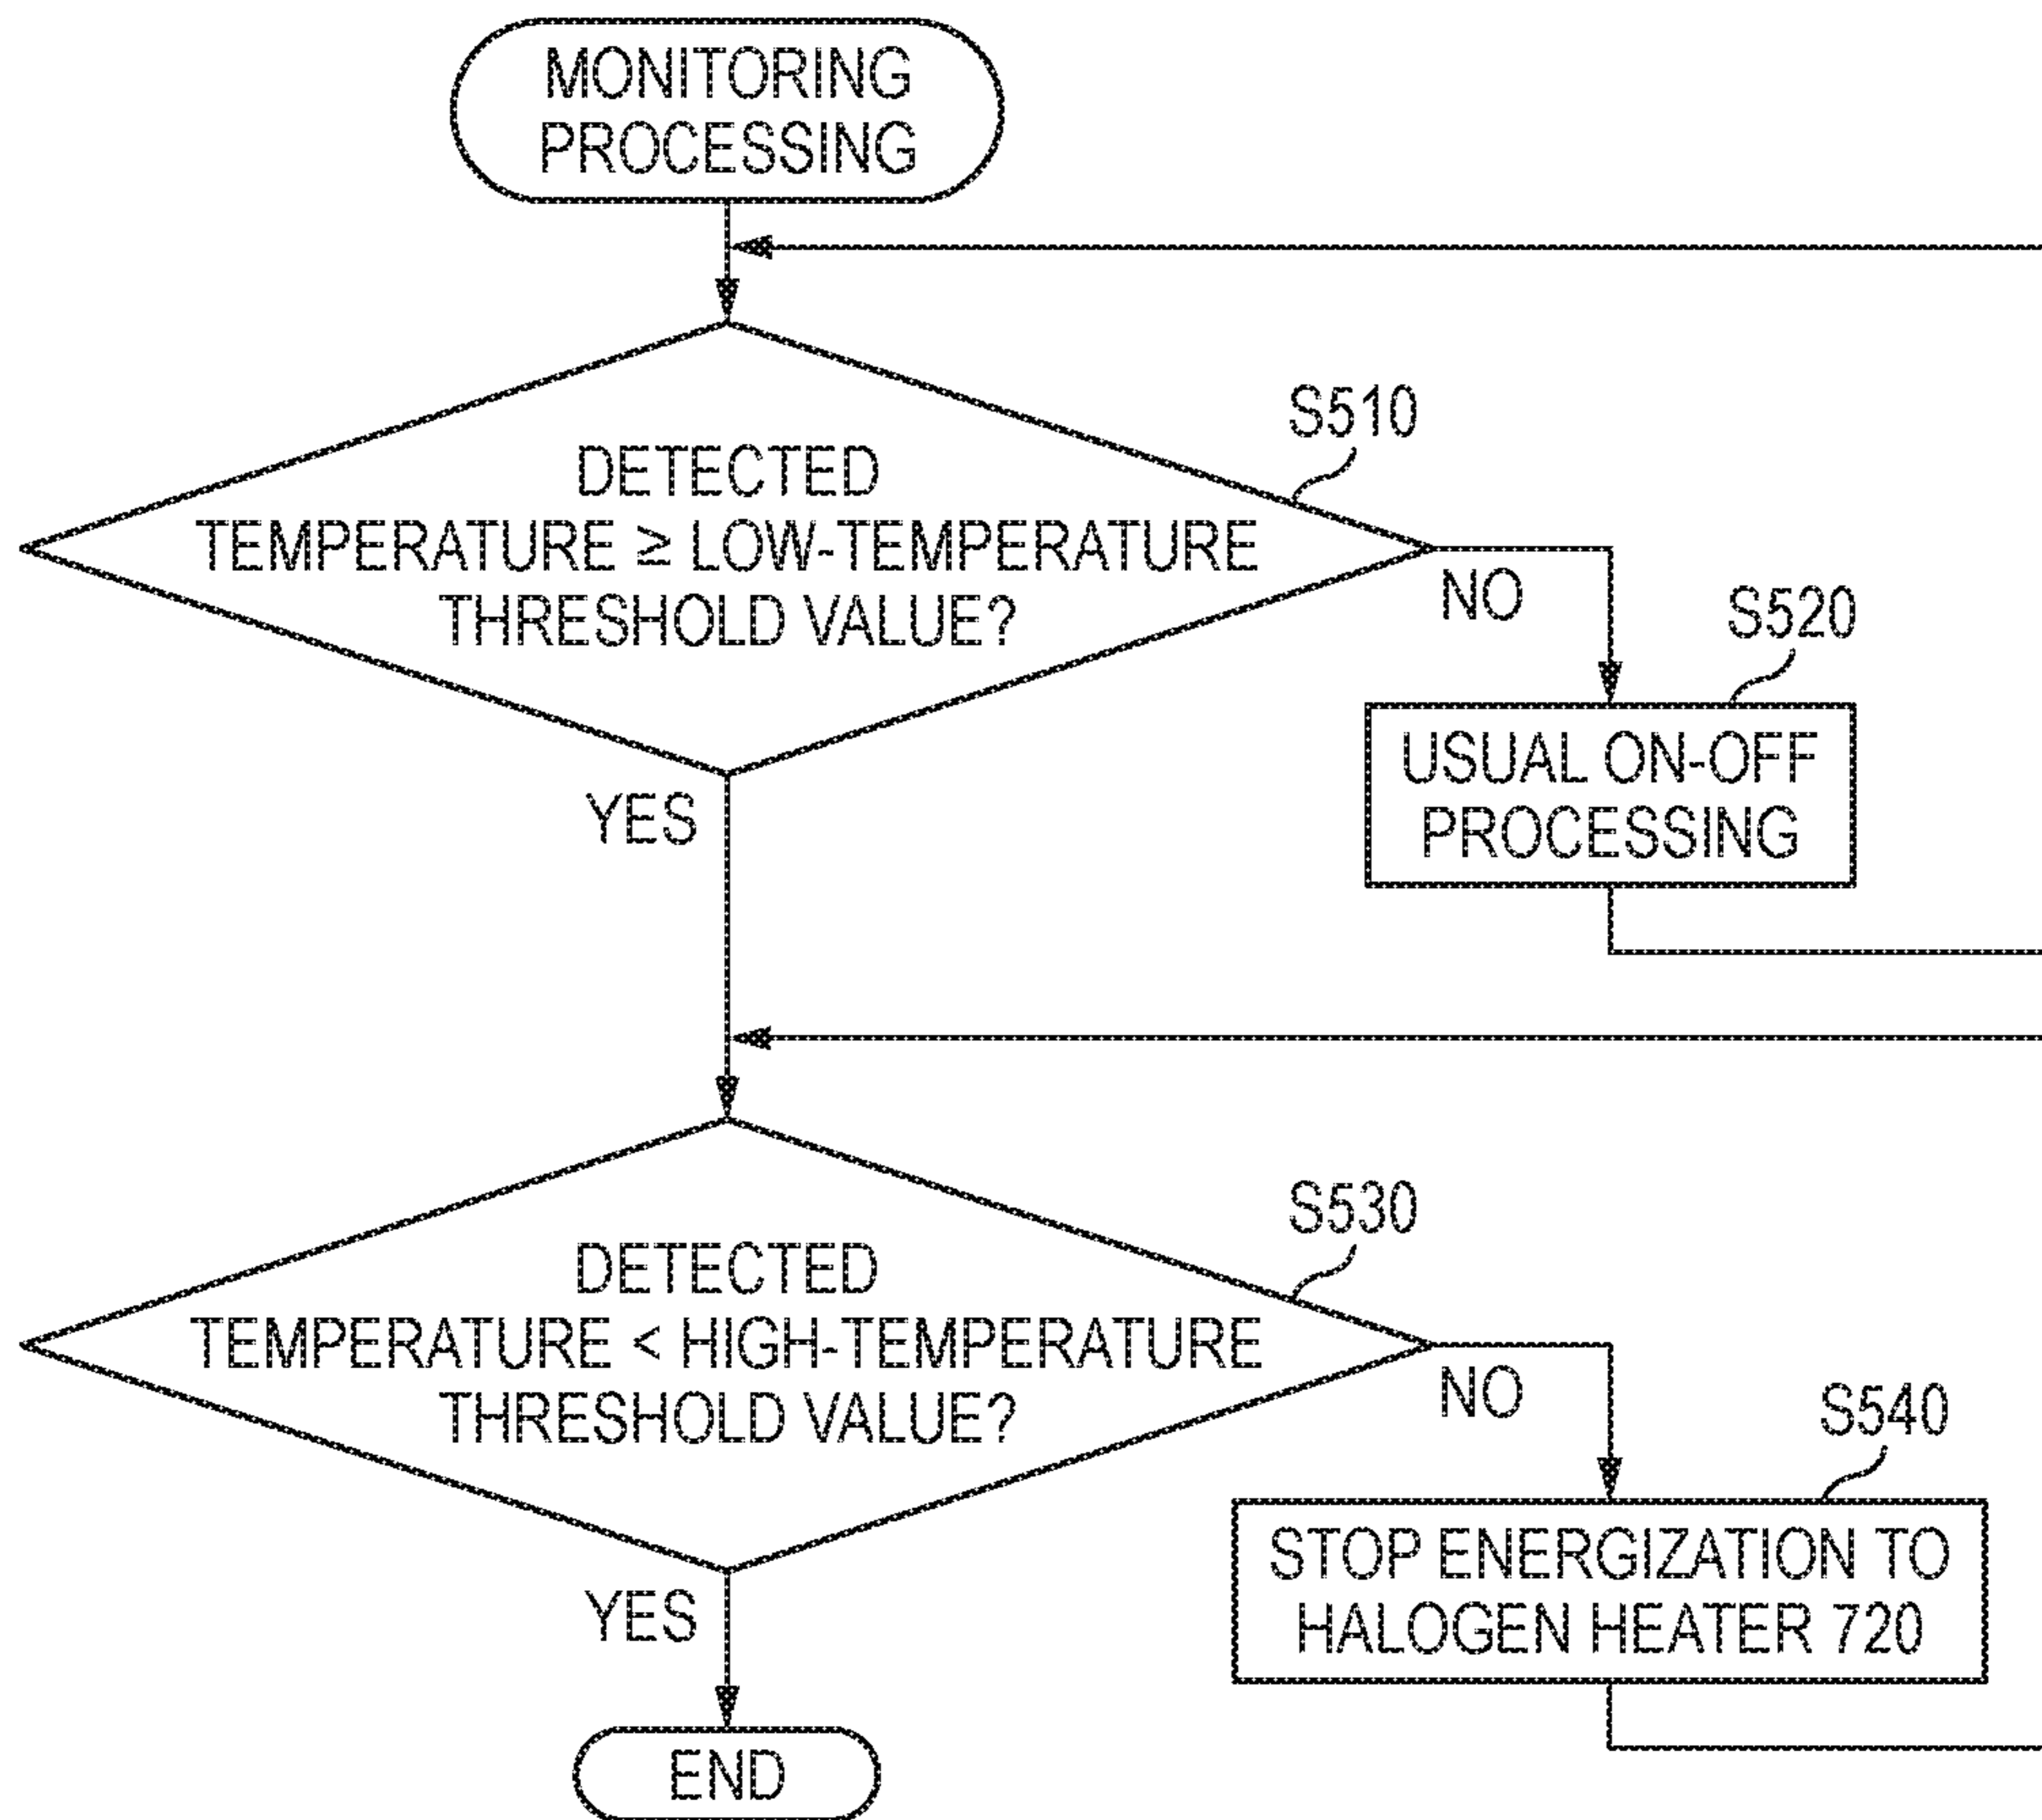 MONITORING
PROCESSING
S510
DETECTED
TEMPERATURE ≥ LOW-TEMPERATURE
THRESHOLD VALUE?
NO
S520
USUAL ON-OFF
PROCESSING
YES
S530
DETECTED
TEMPERATURE < HIGH-TEMPERATURE
THRESHOLD VALUE?
NO
S540
STOP ENERGIZATION TO
HALOGEN HEATER 720
YES
END